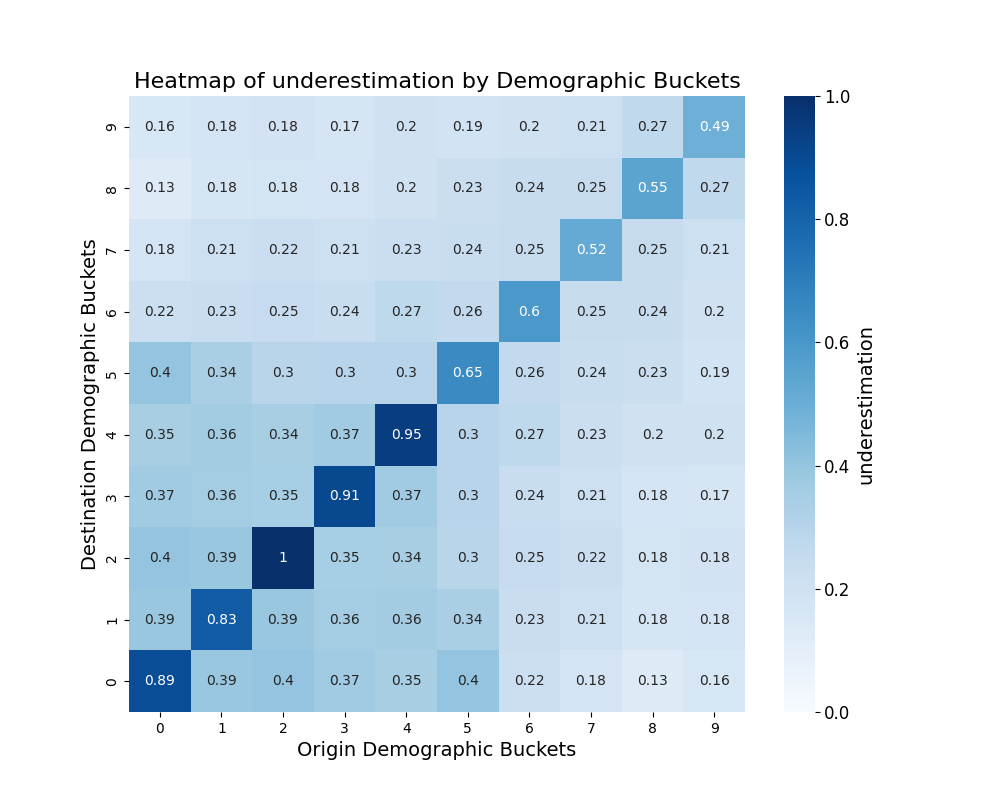 Heatmap of underestimation by Demographic Buckets
9 0.16 0.18 0.18 0.17 0.2 0.19 0.2 0.21 0.27 0.49
8 0.13 0.18 0.18 0.18 0.2 0.23 0.24 0.25 0.55 0.27
7 0.18 0.21 0.22 0.21 0.23 0.24 0.25 0.52 0.25 0.21
6 0.22 0.23 0.25 0.24 0.27 0.26 0.6 0.25 0.24 0.2
5 0.4 0.34 0.3 0.3 0.3 0.65 0.26 0.24 0.23 0.19
4 0.35 0.36 0.34 0.37 0.95 0.3 0.27 0.23 0.2 0.2
3 0.37 0.36 0.35 0.91 0.37 0.3 0.24 0.21 0.18 0.17
2 0.4 0.39 1 0.35 0.34 0.3 0.25 0.22 0.18 0.18
1 0.39 0.83 0.39 0.36 0.36 0.34 0.23 0.21 0.18 0.18
0 0.89 0.39 0.4 0.37 0.35 0.4 0.22 0.18 0.13 0.16
0 1 2 3 4 5 6 7 8 9
Origin Demographic Buckets
Destination Demographic Buckets
1.0
0.8
0.6
0.4
0.2
0.0
underestimation